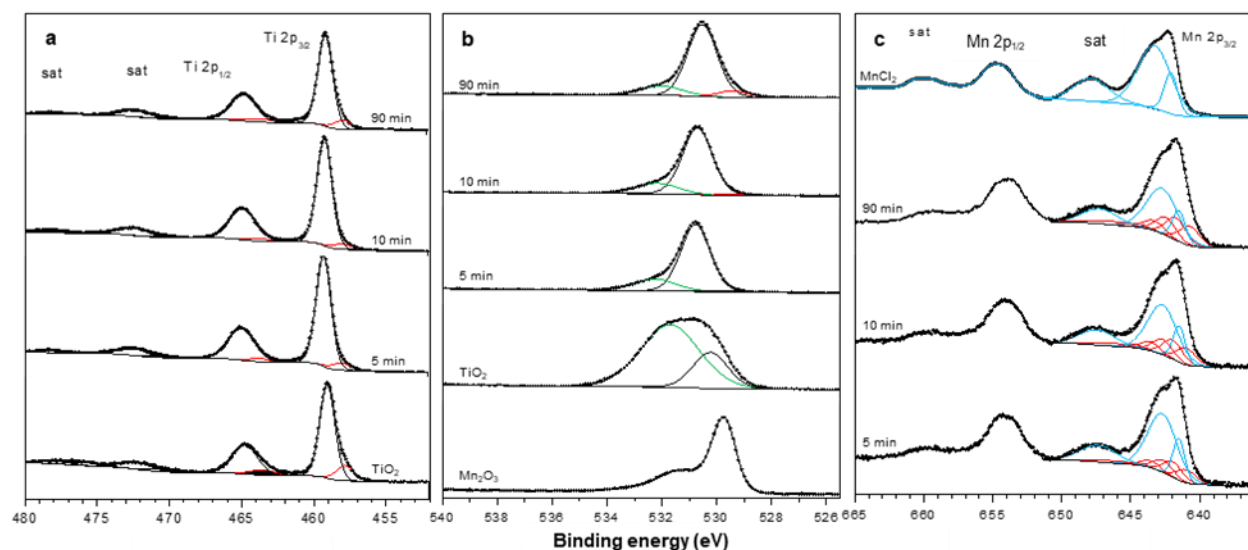 a
Ti 2p3/2
sat
sat
Ti 2p1/2
90 min
10 min
5 min
TiO2
480 475 470 465 460 455
b
90 min
10 min
5 min
TiO2
Mn2O3
540 538 536 534 532 530 528 526
Binding energy (eV)
c
sat
Mn 2p1/2
sat
Mn 2p3/2
MnCl2
90 min
10 min
5 min
665 660 655 650 645 640